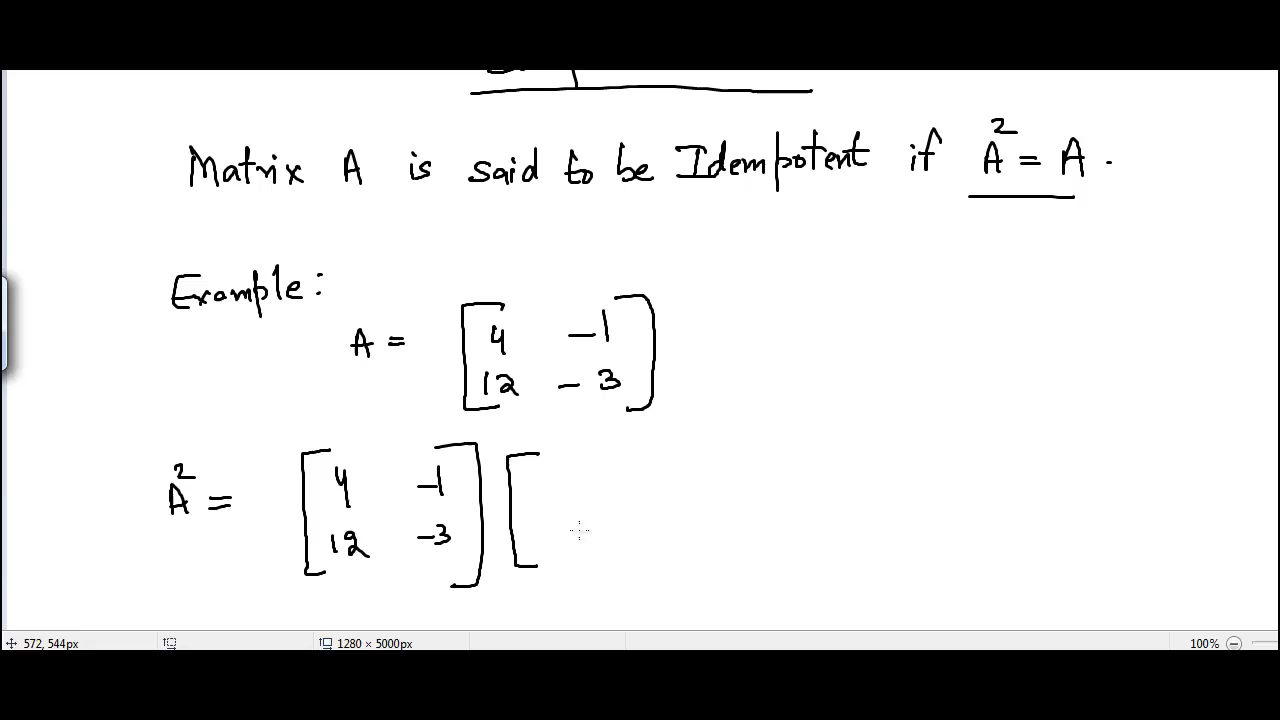 Matrix A is said to be Idempotent if A² = A .
Example:
A = [ 4 -1
12 -3 ]
A² = [ 4 -1
12 -3 ] [
572, 544px 1280 × 5000px 100%